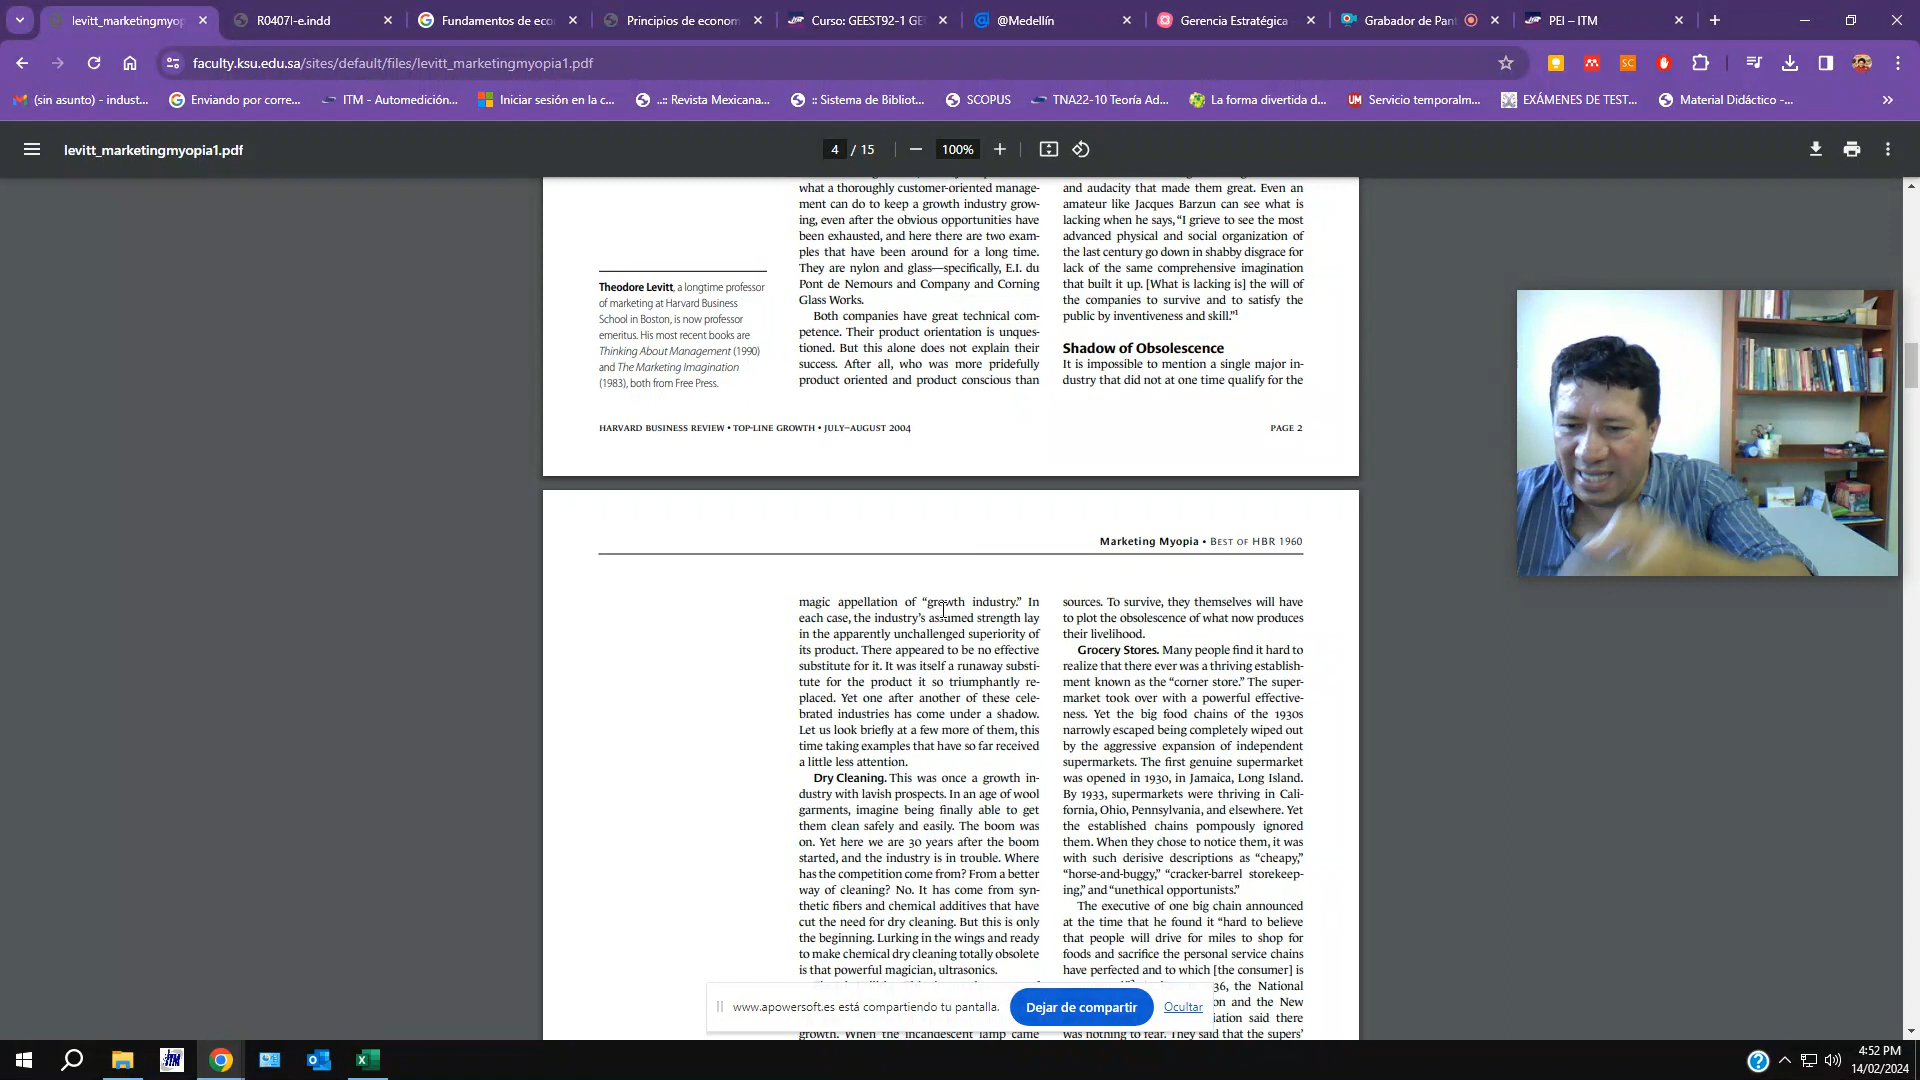 levitt_marketingmyop
R0407l-e.indd
Fundamentos de eco
Principios de econom
Curso: GEEST92-1 GE
@Medellín
Gerencia Estratégica
Grabador de Pan
PEI – ITM
faculty.ksu.edu.sa/sites/default/files/levitt_marketingmyopia1.pdf
(sin asunto) - indust...
Enviando por corre...
ITM - Automedición...
Iniciar sesión en la c...
..:: Revista Mexicana...
:: Sistema de Bibliot...
SCOPUS
TNA22-10 Teoría Ad...
La forma divertida d...
Servicio temporalm...
EXÁMENES DE TEST...
Material Didáctico -...
levitt_marketingmyopia1.pdf
4 / 15
100%
what a thoroughly customer-oriented manage-
ment can do to keep a growth industry grow-
ing, even after the obvious opportunities have
been exhausted, and here there are two exam-
ples that have been around for a long time.
They are nylon and glass—specifically, E.I. du
Pont de Nemours and Company and Corning
Glass Works.
Both companies have great technical com-
petence. Their product orientation is unques-
tioned. But this alone does not explain their
success. After all, who was more pridefully
product oriented and product conscious than
and audacity that made them great. Even an
amateur like Jacques Barzun can see what is
lacking when he says, “I grieve to see the most
advanced physical and social organization of
the last century go down in shabby disgrace for
lack of the same comprehensive imagination
that built it up. [What is lacking is] the will of
the companies to survive and to satisfy the
public by inventiveness and skill.”1
Shadow of Obsolescence
It is impossible to mention a single major in-
dustry that did not at one time qualify for the
Theodore Levitt, a longtime professor
of marketing at Harvard Business
School in Boston, is now professor
emeritus. His most recent books are
Thinking About Management (1990)
and The Marketing Imagination
(1983), both from Free Press.
HARVARD BUSINESS REVIEW • TOP-LINE GROWTH • JULY–AUGUST 2004
PAGE 2
Marketing Myopia • BEST OF HBR 1960
magic appellation of “growth industry.” In
each case, the industry’s assumed strength lay
in the apparently unchallenged superiority of
its product. There appeared to be no effective
substitute for it. It was itself a runaway substi-
tute for the product it so triumphantly re-
placed. Yet one after another of these cele-
brated industries has come under a shadow.
Let us look briefly at a few more of them, this
time taking examples that have so far received
a little less attention.
Dry Cleaning. This was once a growth in-
dustry with lavish prospects. In an age of wool
garments, imagine being finally able to get
them clean safely and easily. The boom was
on. Yet here we are 30 years after the boom
started, and the industry is in trouble. Where
has the competition come from? From a better
way of cleaning? No. It has come from syn-
thetic fibers and chemical additives that have
cut the need for dry cleaning. But this is only
the beginning. Lurking in the wings and ready
to make chemical dry cleaning totally obsolete
is that powerful magician, ultrasonics.
growth. When the incandescent lamp came
sources. To survive, they themselves will have
to plot the obsolescence of what now produces
their livelihood.
Grocery Stores. Many people find it hard to
realize that there ever was a thriving establish-
ment known as the “corner store.” The super-
market took over with a powerful effective-
ness. Yet the big food chains of the 1930s
narrowly escaped being completely wiped out
by the aggressive expansion of independent
supermarkets. The first genuine supermarket
was opened in 1930, in Jamaica, Long Island.
By 1933, supermarkets were thriving in Cali-
fornia, Ohio, Pennsylvania, and elsewhere. Yet
the established chains pompously ignored
them. When they chose to notice them, it was
with such derisive descriptions as “cheapy,”
“horse-and-buggy,” “cracker-barrel storekeep-
ing,” and “unethical opportunists.”
The executive of one big chain announced
at the time that he found it “hard to believe
that people will drive for miles to shop for
foods and sacrifice the personal service chains
have perfected and to which [the consumer] is
36, the National
on and the New
iation said there
was nothing to fear. They said that the supers’
www.apowersoft.es está compartiendo tu pantalla.
Dejar de compartir
Ocultar
4:52 PM
14/02/2024